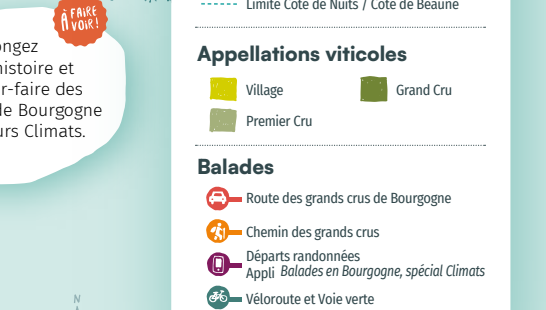 À FAIRE
À VOIR !
ongez
histoire et
r-faire des
de Bourgogne
urs Climats.
N
Limite Côte de Nuits / Côte de Beaune
Appellations viticoles
Village
Grand Cru
Premier Cru
Balades
Route des grands crus de Bourgogne
Chemin des grands crus
Départs randonnées
Appli Balades en Bourgogne, spécial Climats
Véloroute et Voie verte